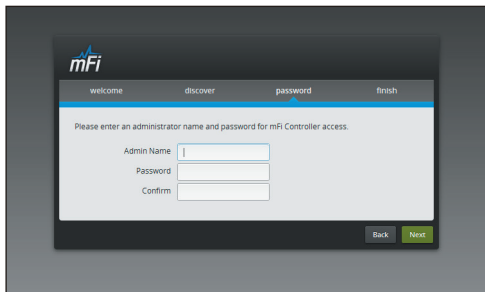 mFi
welcome discover password finish
Please enter an administrator name and password for mFi Controller access.
Admin Name
Password
Confirm
Back Next